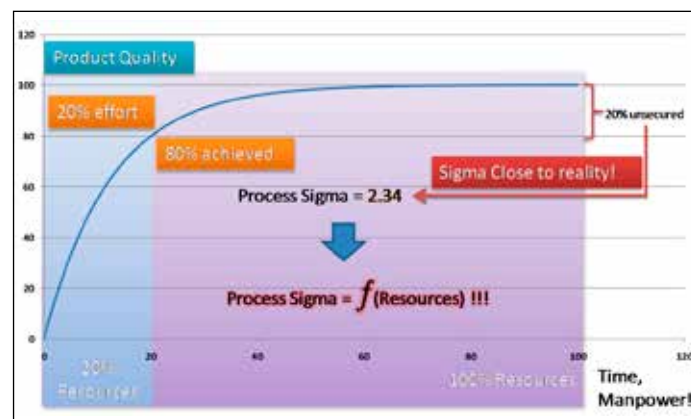 Product Quality
120
100
20% effort
20% unsecured
80
80% achieved
Sigma Close to reality!
60
Process Sigma = 2.34
40
20
Process Sigma = f(Resources) !!!
0
0
20
40
60
80
100
120
20%
Resources
100% Resources
Time,
Manpower!